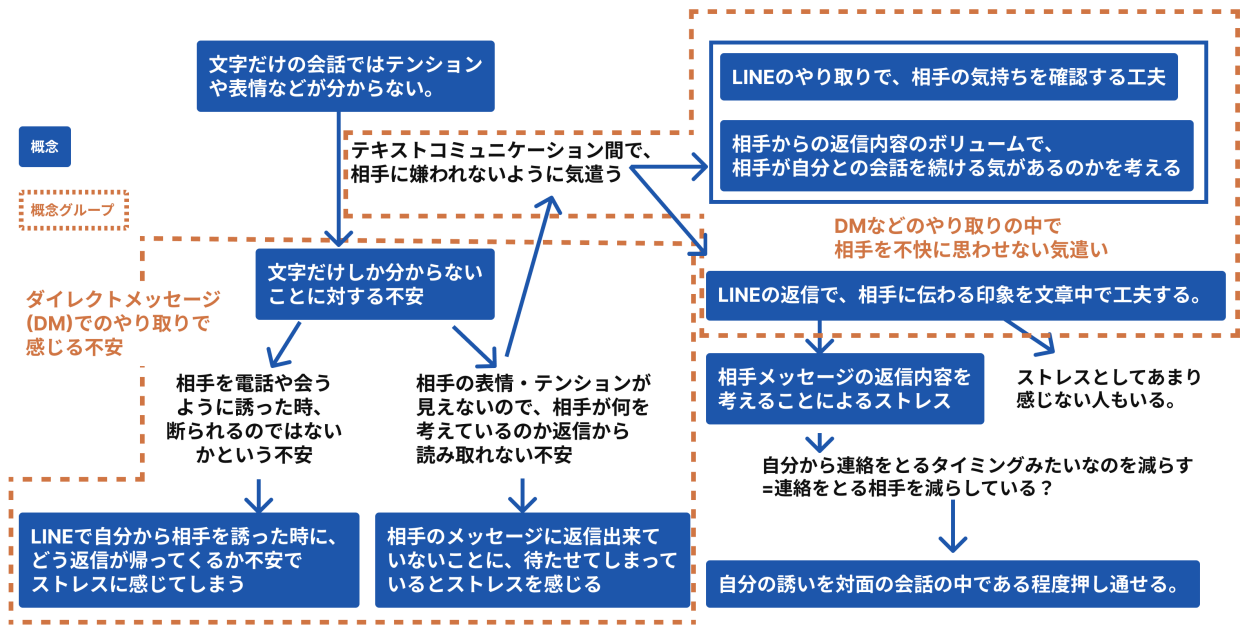 文字だけの会話ではテンション
や表情などが分からない。
概念
概念グループ
テキストコミュニケーション間で、
相手に嫌われないように気遣う
LINEのやり取りで、相手の気持ちを確認する工夫
相手からの返信内容のボリュームで、
相手が自分との会話を続ける気があるのかを考える
DMなどのやり取りの中で
相手を不快に思わせない気遣い
LINEの返信で、相手に伝わる印象を文章中で工夫する。
文字だけしか分からない
ことに対する不安
ダイレクトメッセージ
(DM)でのやり取りで
感じる不安
相手を電話や会う
ように誘った時、
断られるのではない
かという不安
相手の表情・テンションが
見えないので、相手が何を
考えているのか返信から
読み取れない不安
相手メッセージの返信内容を
考えることによるストレス
ストレスとしてあまり
感じない人もいる。
自分から連絡をとるタイミングみたいなのを減らす
=連絡をとる相手を減らしている？
LINEで自分から相手を誘った時に、
どう返信が帰ってくるか不安で
ストレスに感じてしまう
相手のメッセージに返信出来て
いないことに、待たせてしまって
いるとストレスを感じる
自分の誘いを対面の会話の中である程度押し通せる。